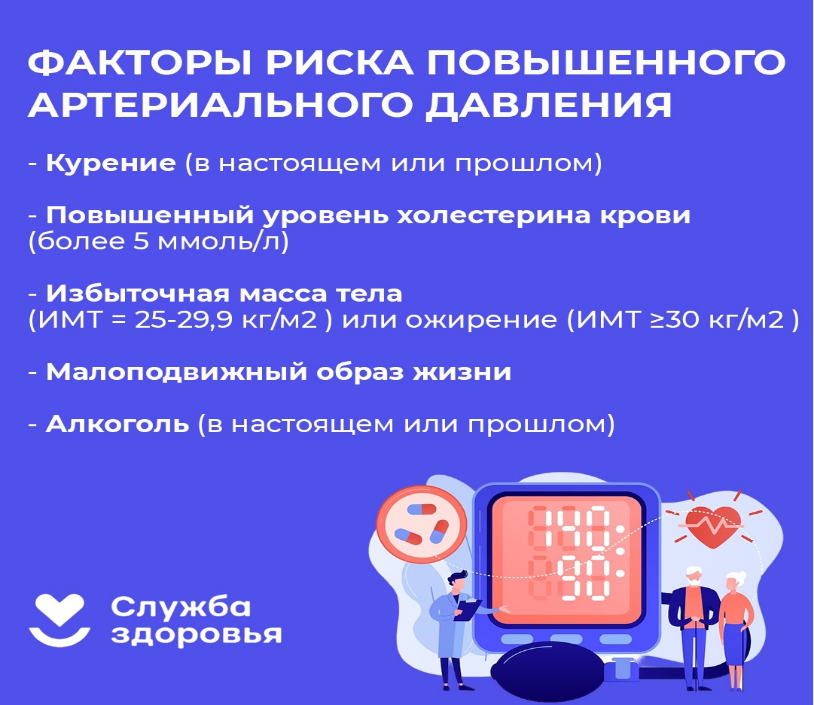 ФАКТОРЫ РИСКА ПОВЫШЕННОГО
АРТЕРИАЛЬНОГО ДАВЛЕНИЯ
- Курение (в настоящем или прошлом)
- Повышенный уровень холестерина крови
(более 5 ммоль/л)
- Избыточная масса тела
(ИМТ = 25-29,9 кг/м2 ) или ожирение (ИМТ ≥30 кг/м2 )
- Малоподвижный образ жизни
- Алкоголь (в настоящем или прошлом)
140
90
Служба
здоровья